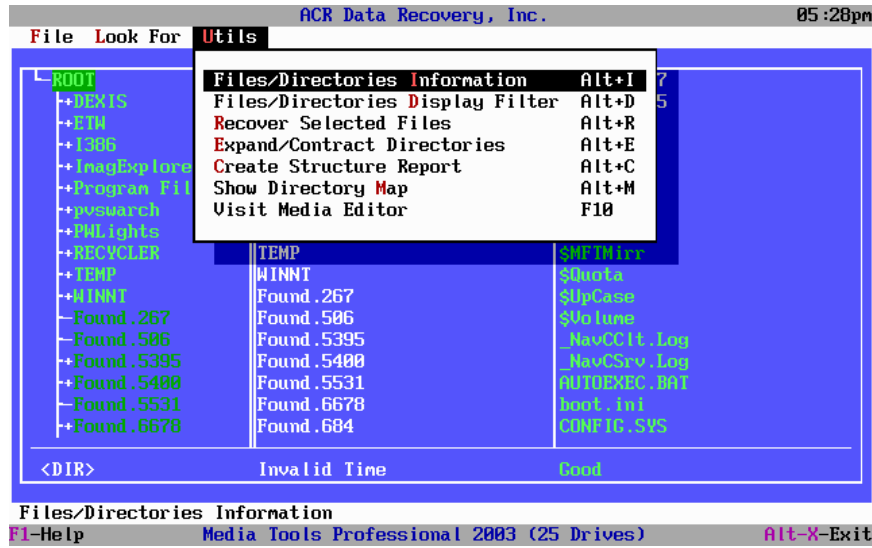 ACR Data Recovery, Inc. 05:28pm
File Look For Utils
ROOT Files/Directories Information Alt+I 7
+DEXIS Files/Directories Display Filter Alt+D 5
+ETW Recover Selected Files Alt+R
+I386 Expand/Contract Directories Alt+E
+ImagExplore Create Structure Report Alt+C
+Program Fil Show Directory Map Alt+M
+pvswarch Visit Media Editor F10
+PWLights
+RECYCLER TEMP $MFTMirr
+TEMP WINNT $Quota
+WINNT Found.267 $UpCase
Found.267 Found.506 $Volume
Found.506 Found.5395 _NavCClt.Log
+Found.5395 Found.5400 _NavCSrv.Log
+Found.5400 Found.5531 AUTOEXEC.BAT
Found.5531 Found.6678 boot.ini
+Found.6678 Found.684 CONFIG.SYS
<DIR> Invalid Time Good
Files/Directories Information
F1-Help Media Tools Professional 2003 (25 Drives) Alt-X-Exit